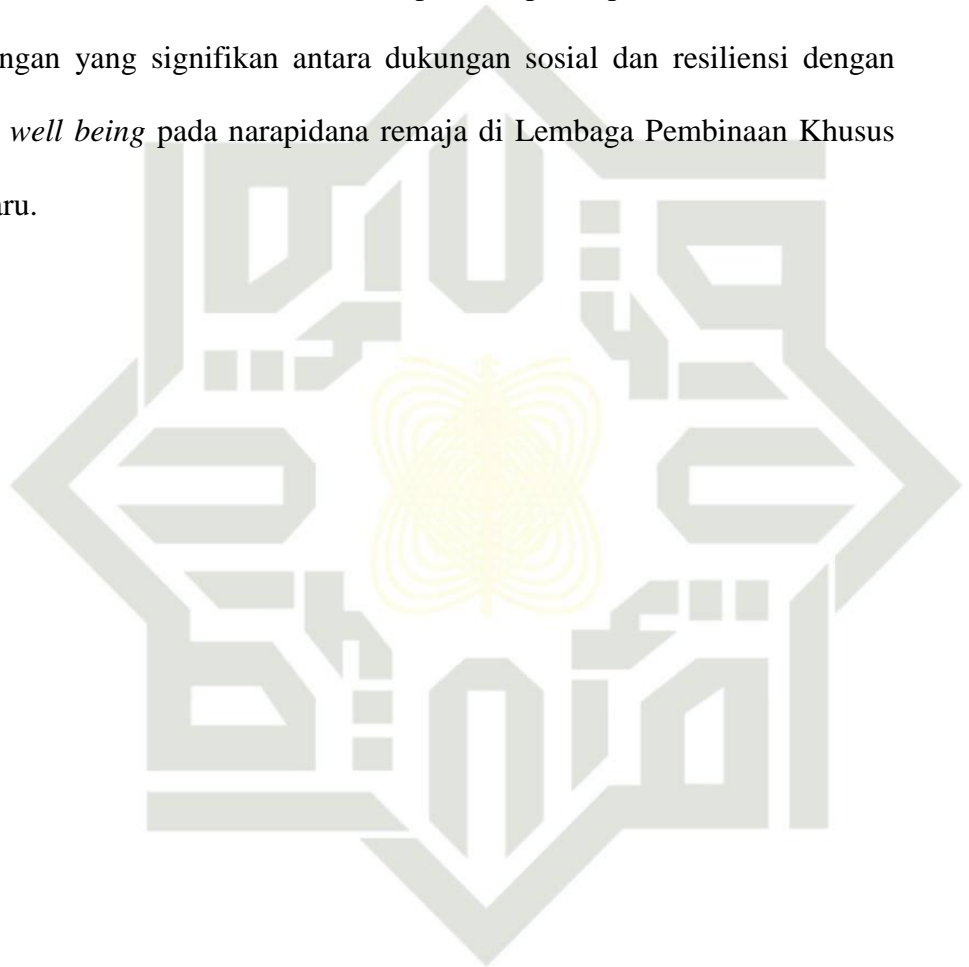 ngan yang signifikan antara dukungan sosial dan resiliensi dengan
well being pada narapidana remaja di Lembaga Pembinaan Khusus
aru.